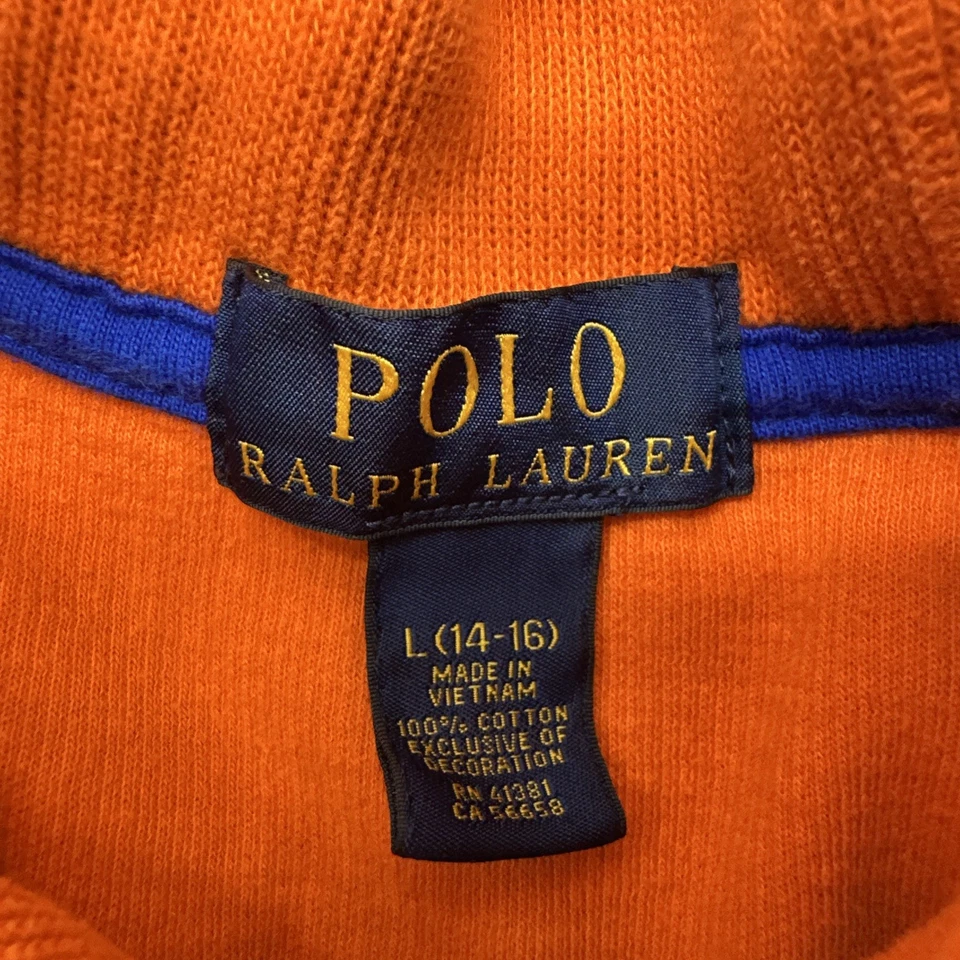 POLO
RALPH LAUREN
L (14-16)
MADE IN
VIETNAM
100% COTTON
EXCLUSIVE OF
DECORATION
RN 41381
CA 56658